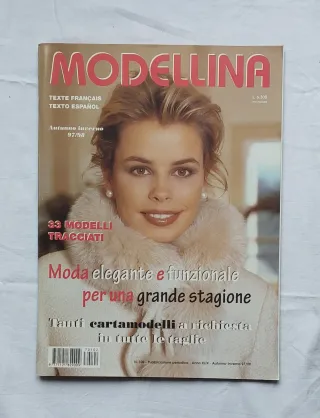 MODELLINA
TEXTE FRANÇAIS
TEXTO ESPAÑOL
Autunno Inverno
97/98
33 MODELLI
TRACCIATI
Moda elegante e funzionale
per una grande stagione
Tanti cartamodelli a richiesta
in tutte le taglie